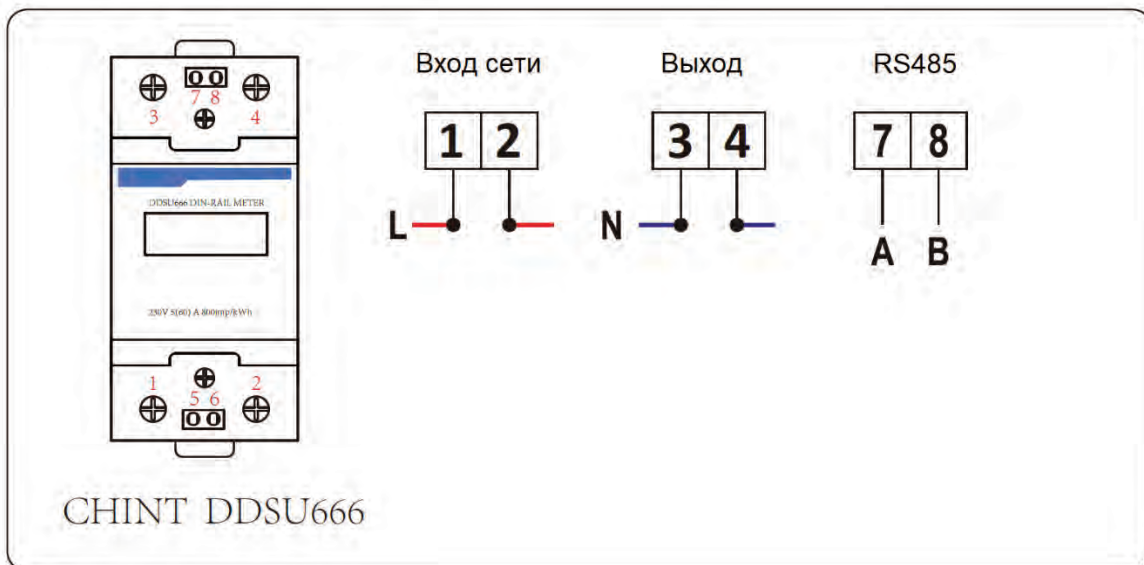 Вход сети
Выход
RS485
7 8
3
4
1 2
3 4
7 8
L
N
A B
DDSU666 DIN-RAIL METER
230V 5(60) A 800imp/kWh
1
2
5 6
CHINT DDSU666